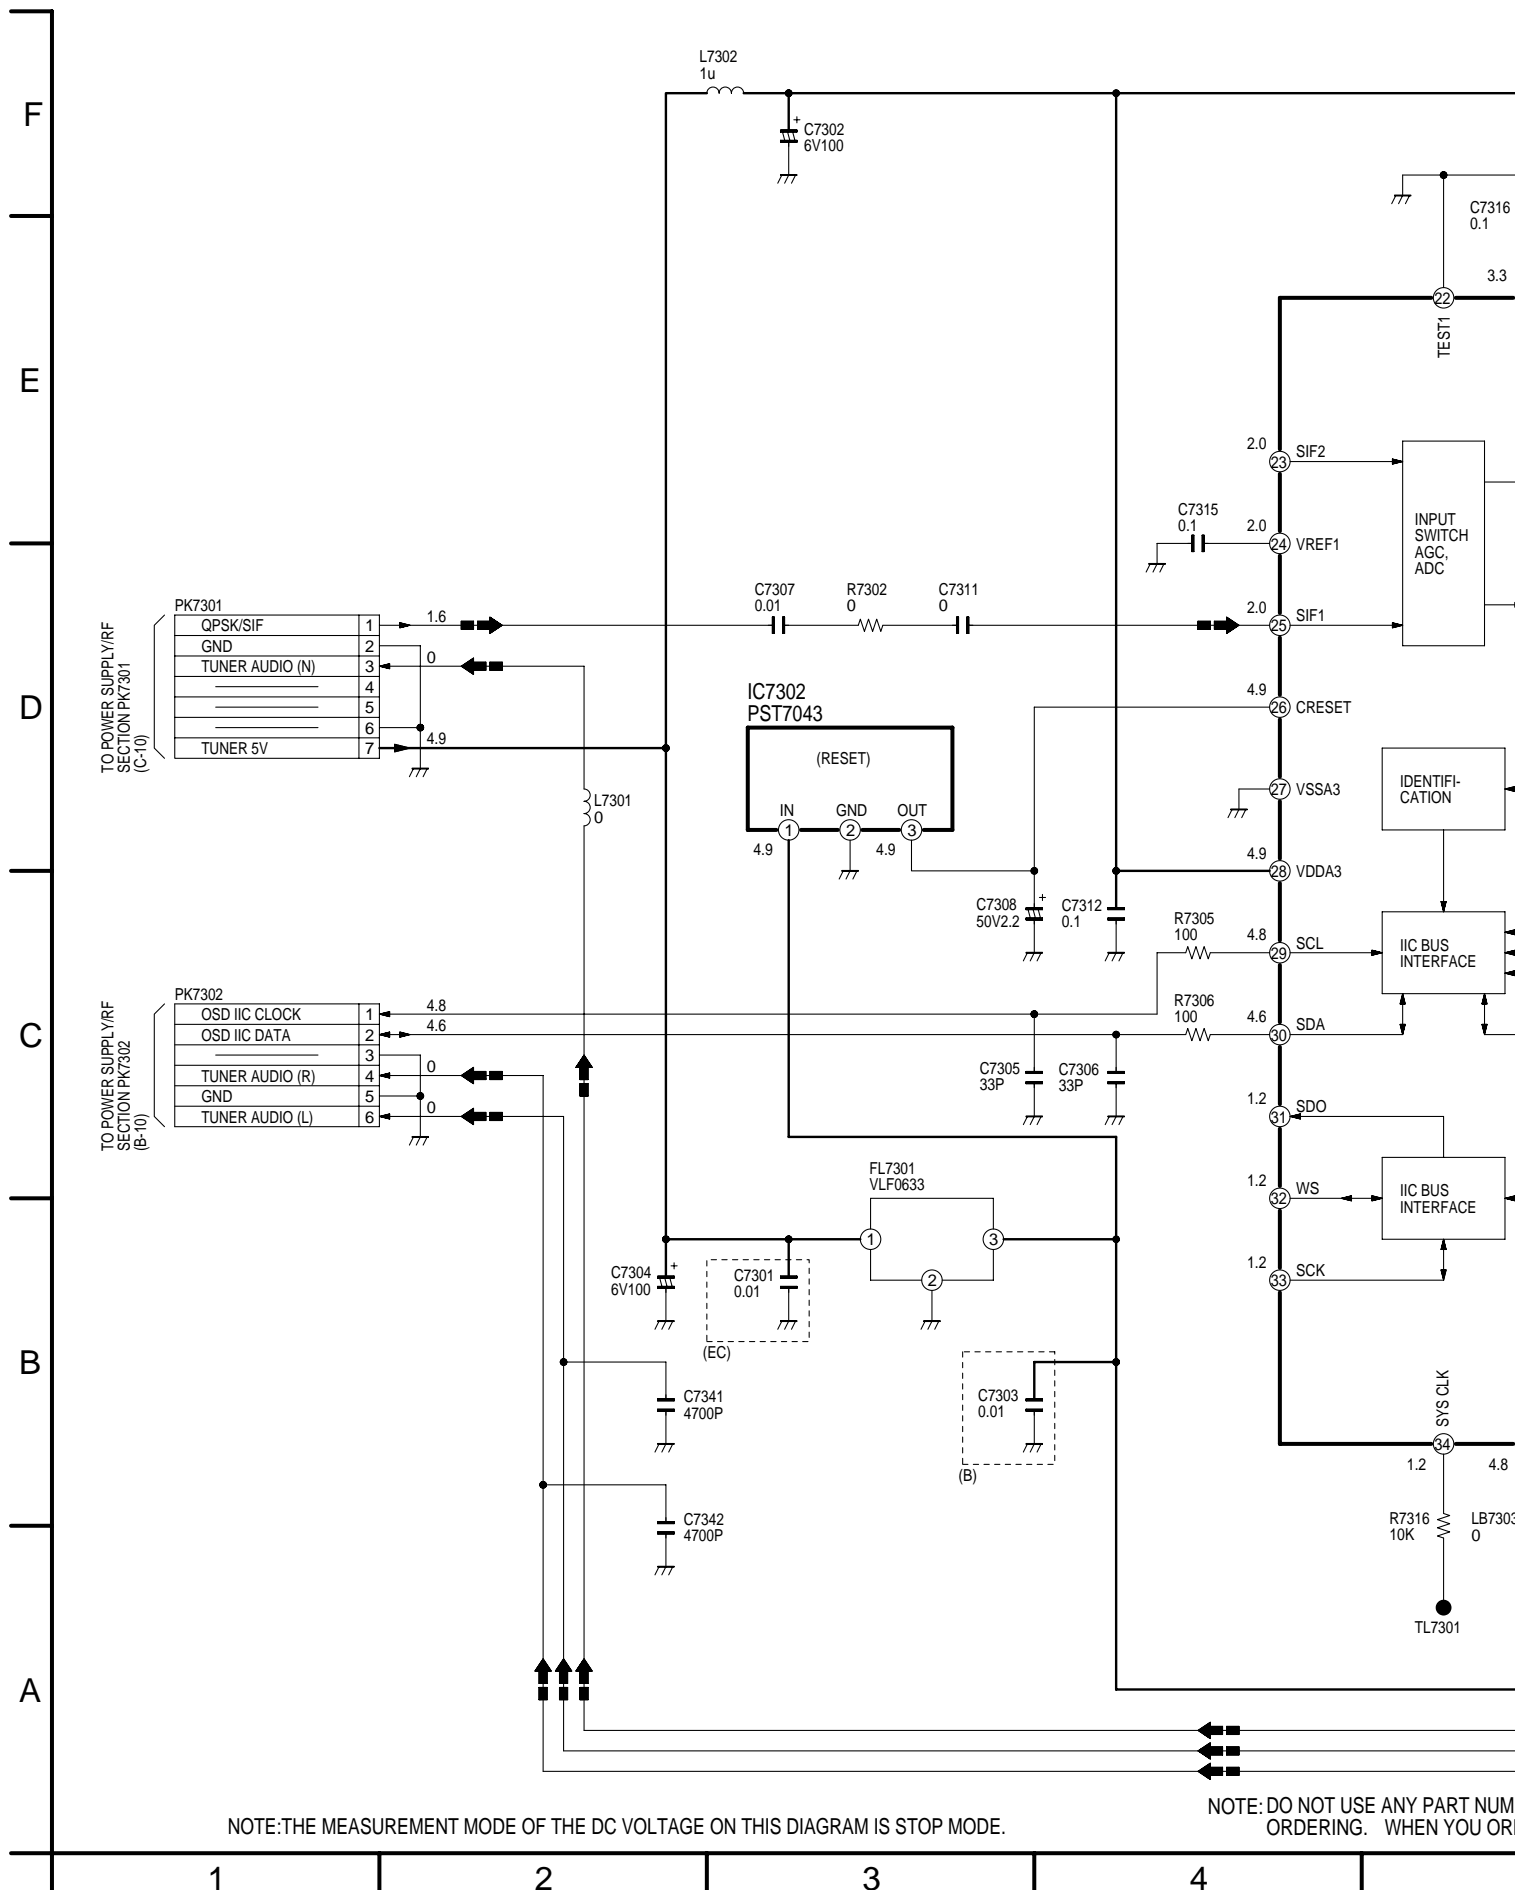 L7302
1u
F
+
C7302
6V100
C7316
0.1
3.3
22
TEST1
E
2.0
23
SIF2
C7315
0.1
2.0
24
VREF1
INPUT
SWITCH
AGC,
ADC
C7307
0.01
R7302
0
C7311
0
2.0
25
SIF1
PK7301
QPSK/SIF 1
GND 2
TUNER AUDIO (N) 3
4
5
6
TUNER 5V 7
1.6
0
4.9
TO POWER SUPPLY/RF
SECTION PK7301
(C-10)
D
IC7302
PST7043
(RESET)
IN GND OUT
1 2 3
4.9 4.9
4.9
26
CRESET
27
VSSA3
IDENTIFI-
CATION
L7301
0
4.9
28
VDDA3
C7308
50V2.2
+
C7312
0.1
R7305
100
4.8
29
SCL
IIC BUS
INTERFACE
PK7302
OSD IIC CLOCK 1
OSD IIC DATA 2
3
TUNER AUDIO (R) 4
GND 5
TUNER AUDIO (L) 6
4.8
4.6
0
0
TO POWER SUPPLY/RF
SECTION PK7302
(B-10)
C
R7306
100
4.6
30
SDA
C7305
33P
C7306
33P
1.2
31
SDO
FL7301
VLF0633
1
3
2
1.2
32
WS
IIC BUS
INTERFACE
1.2
33
SCK
C7304
6V100
+
C7301
0.01
(EC)
B
C7341
4700P
C7303
0.01
(B)
SYS CLK
34
1.2
4.8
C7342
4700P
R7316
10K
LB7303
0
TL7301
A
NOTE:THE MEASUREMENT MODE OF THE DC VOLTAGE ON THIS DIAGRAM IS STOP MODE.
NOTE: DO NOT USE ANY PART NUM
ORDERING. WHEN YOU OR
1 2 3 4